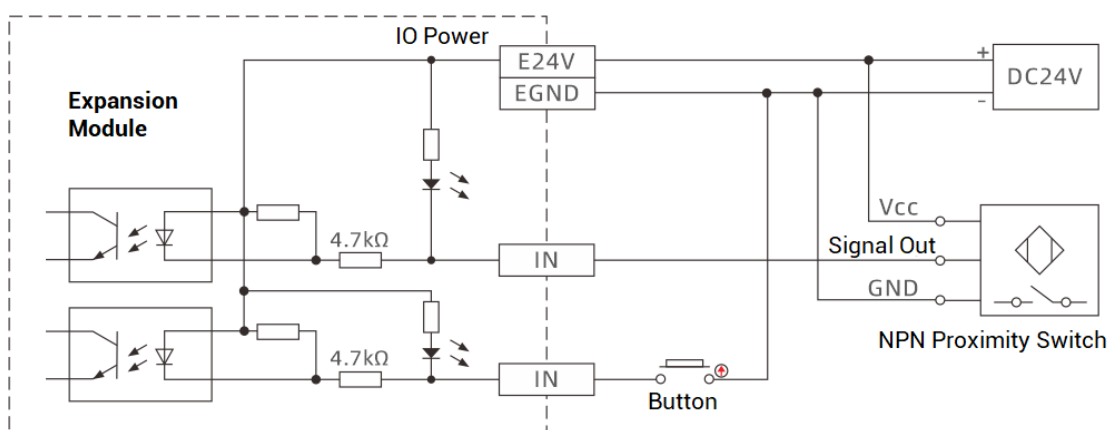 IO Power
E24V
EGND
+
-
DC24V
Expansion
Module
Vcc
4.7kΩ
IN
Signal Out
GND
NPN Proximity Switch
4.7kΩ
IN
Button